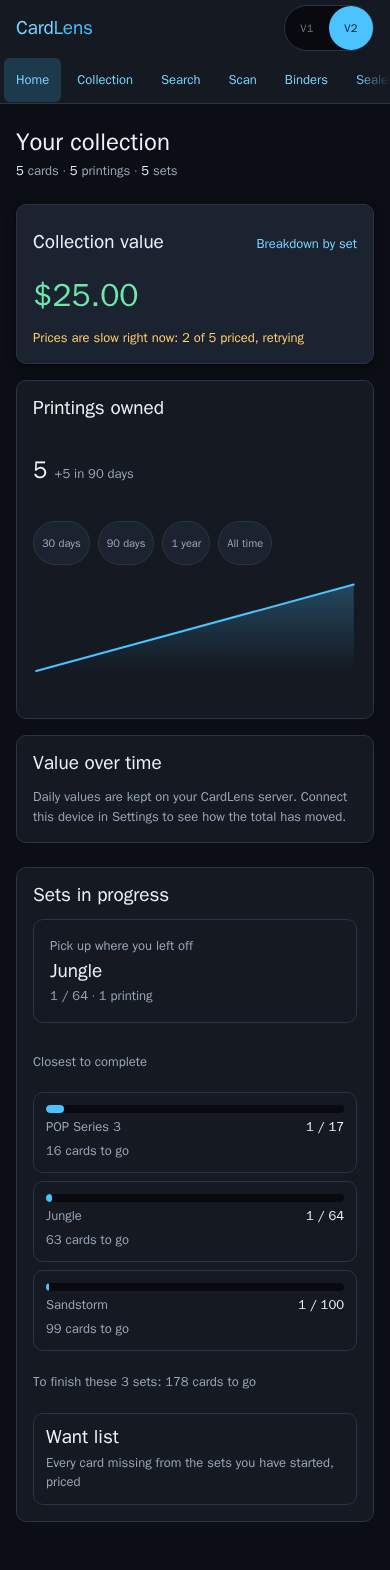 CardLens
V1
V2
Home
Collection
Search
Scan
Binders
Your collection
5 cards · 5 printings · 5 sets
Collection value
Breakdown by set
$25.00
Prices are slow right now: 2 of 5 priced, retrying
Printings owned
5 +5 in 90 days
30 days
90 days
1 year
All time
Value over time
Daily values are kept on your CardLens server. Connect
this device in Settings to see how the total has moved.
Sets in progress
Pick up where you left off
Jungle
1 / 64 · 1 printing
Closest to complete
POP Series 3
1 / 17
16 cards to go
Jungle
1 / 64
63 cards to go
Sandstorm
1 / 100
99 cards to go
To finish these 3 sets: 178 cards to go
Want list
Every card missing from the sets you have started,
priced